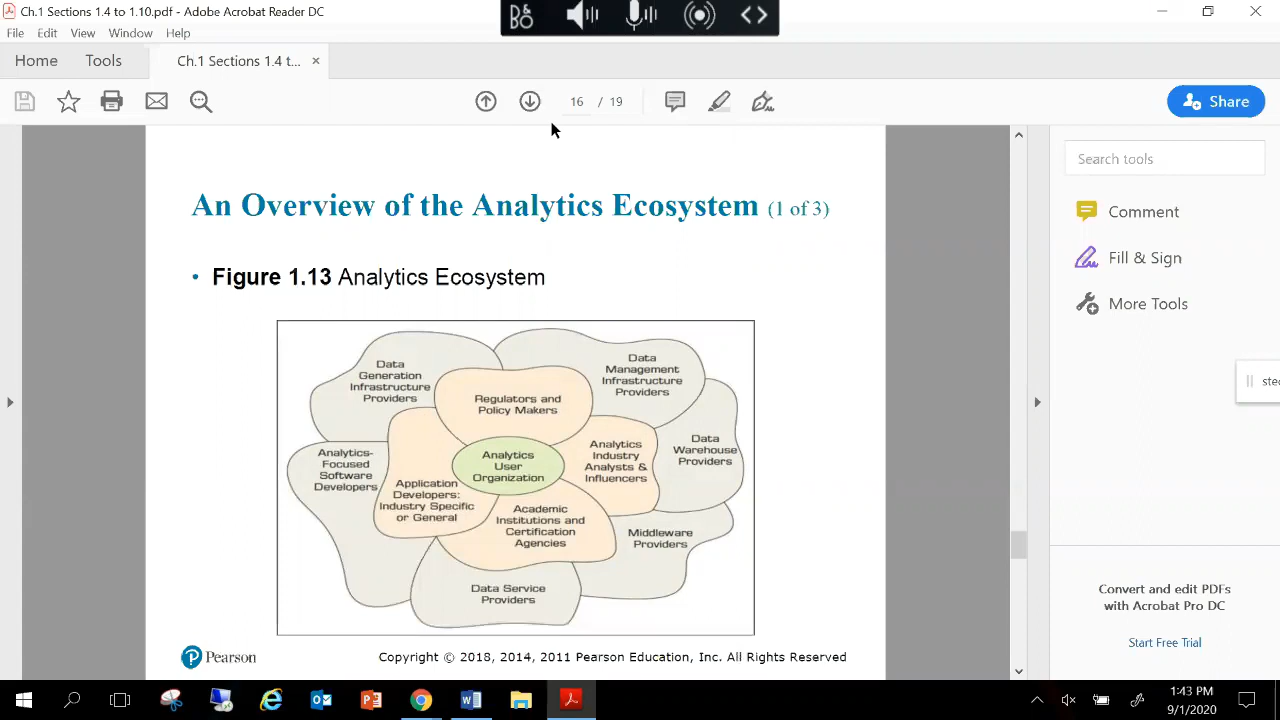 Ch.1 Sections 1.4 to 1.10.pdf - Adobe Acrobat Reader DC
B&O
File Edit View Window Help
Home Tools Ch.1 Sections 1.4 t... ×
16 / 19
Share
An Overview of the Analytics Ecosystem (1 of 3)
• Figure 1.13 Analytics Ecosystem
Data
Generation
Infrastructure
Providers
Data
Management
Infrastructure
Providers
Regulators and
Policy Makers
Analytics-
Focused
Software
Developers
Analytics
User
Organization
Analytics
Industry
Analysts &
Influencers
Data
Warehouse
Providers
Application
Developers:
Industry Specific
or General
Academic
Institutions and
Certification
Agencies
Middleware
Providers
Data Service
Providers
Pearson
Copyright © 2018, 2014, 2011 Pearson Education, Inc. All Rights Reserved
Search tools
Comment
Fill & Sign
More Tools
Convert and edit PDFs
with Acrobat Pro DC
Start Free Trial
1:43 PM
9/1/2020